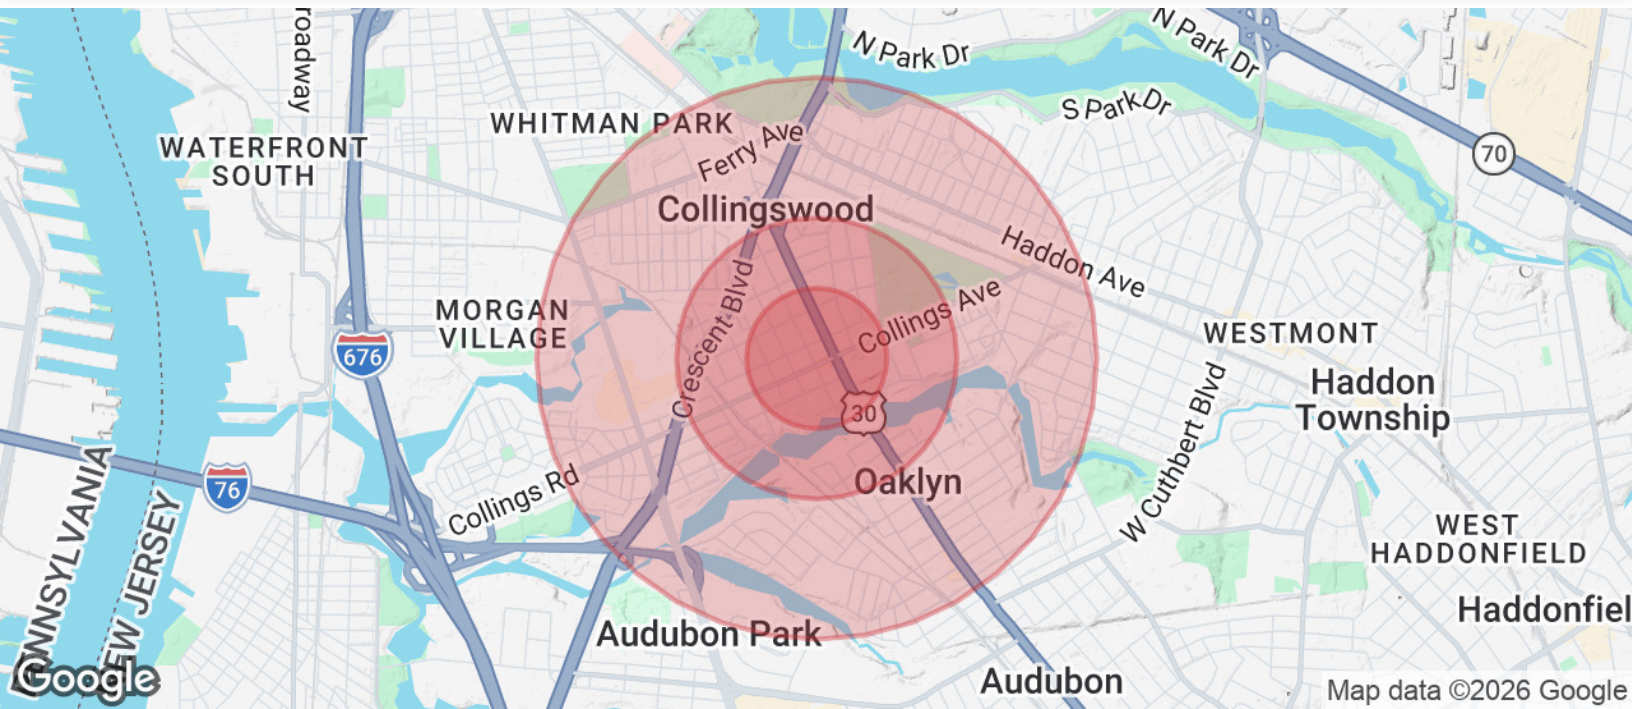 roadway
N Park Dr
N Park Dr
S Park Dr
WHITMAN PARK
Ferry Ave
WATERFRONT
SOUTH
70
Collingswood
Haddon Ave
Crescent Blvd
Collings Ave
MORGAN
VILLAGE
676
WESTMONT
Haddon
Township
30
W Cuthbert Blvd
76
Collings Rd
Oaklyn
PENNSYLVANIA
NEW JERSEY
WEST
HADDONFIELD
Haddonfiel
Audubon Park
Audubon
Google
Map data ©2026 Google